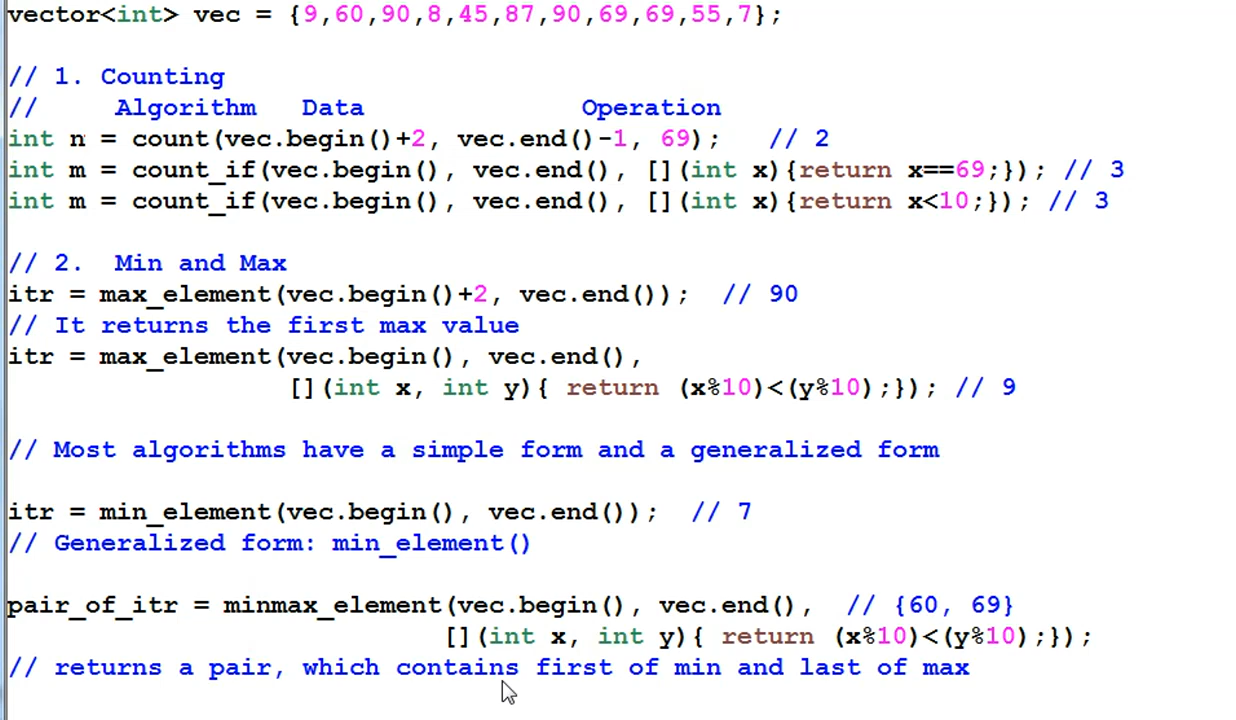 vector<int> vec = {9,60,90,8,45,87,90,69,69,55,7};
// 1. Counting
//     Algorithm   Data              Operation
int n = count(vec.begin()+2, vec.end()-1, 69);   // 2
int m = count_if(vec.begin(), vec.end(), [](int x){return x==69;}); // 3
int m = count_if(vec.begin(), vec.end(), [](int x){return x<10;}); // 3
// 2.  Min and Max
itr = max_element(vec.begin()+2, vec.end());  // 90
// It returns the first max value
itr = max_element(vec.begin(), vec.end(),
                  [](int x, int y){ return (x%10)<(y%10);}); // 9
// Most algorithms have a simple form and a generalized form
itr = min_element(vec.begin(), vec.end());  // 7
// Generalized form: min_element()
pair_of_itr = minmax_element(vec.begin(), vec.end(),  // {60, 69}
                            [](int x, int y){ return (x%10)<(y%10);});
// returns a pair, which contains first of min and last of max